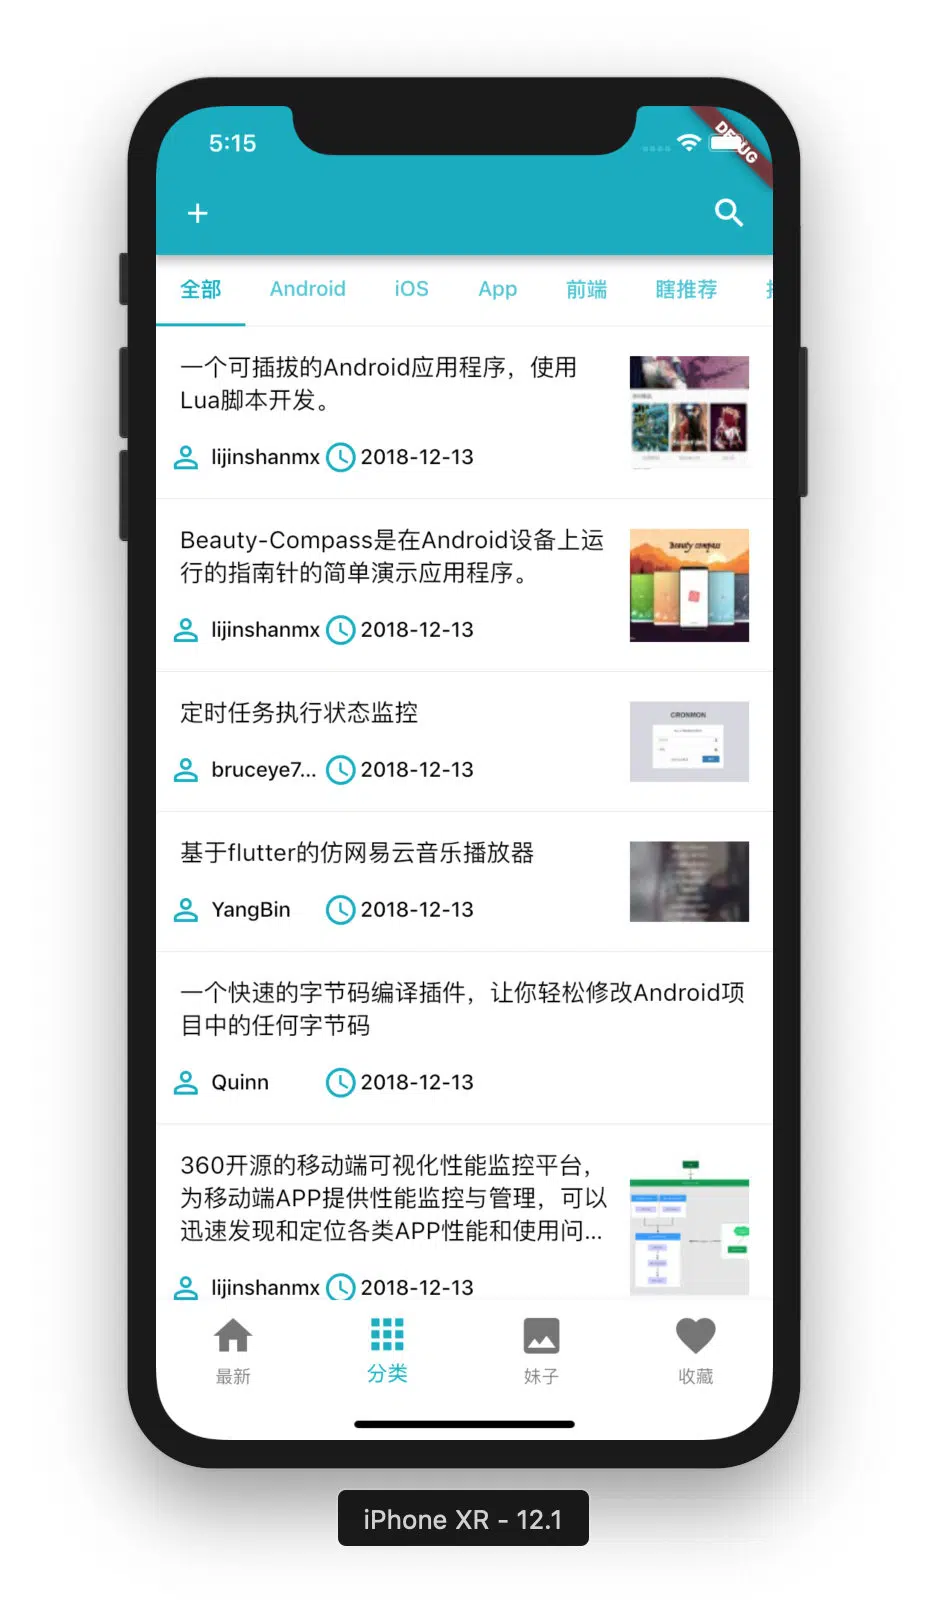 5:15
DEBUG
全部 Android iOS App 前端 瞎推荐
一个可插拔的Android应用程序，使用
Lua脚本开发。
lijinshanmx 2018-12-13
Beauty-Compass是在Android设备上运
行的指南针的简单演示应用程序。
Beauty compass
lijinshanmx 2018-12-13
定时任务执行状态监控
CRONMON
bruceye7... 2018-12-13
基于flutter的仿网易云音乐播放器
YangBin 2018-12-13
一个快速的字节码编译插件，让你轻松修改Android项
目中的任何字节码
Quinn 2018-12-13
360开源的移动端可视化性能监控平台，
为移动端APP提供性能监控与管理，可以
迅速发现和定位各类APP性能和使用问...
lijinshanmx 2018-12-13
最新 分类 妹子 收藏
iPhone XR - 12.1